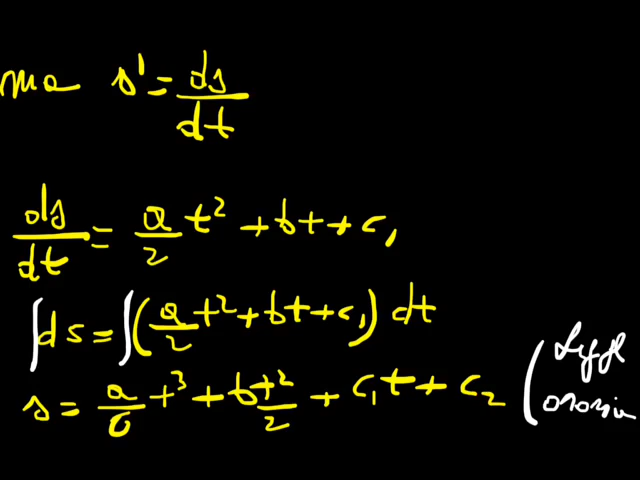 ma s' = ds/dt
ds/dt = a/2 t² + bt + c₁
∫ds = ∫(a/2 t² + bt + c₁) dt
s = a/6 t³ + b t²/2 + c₁t + c₂